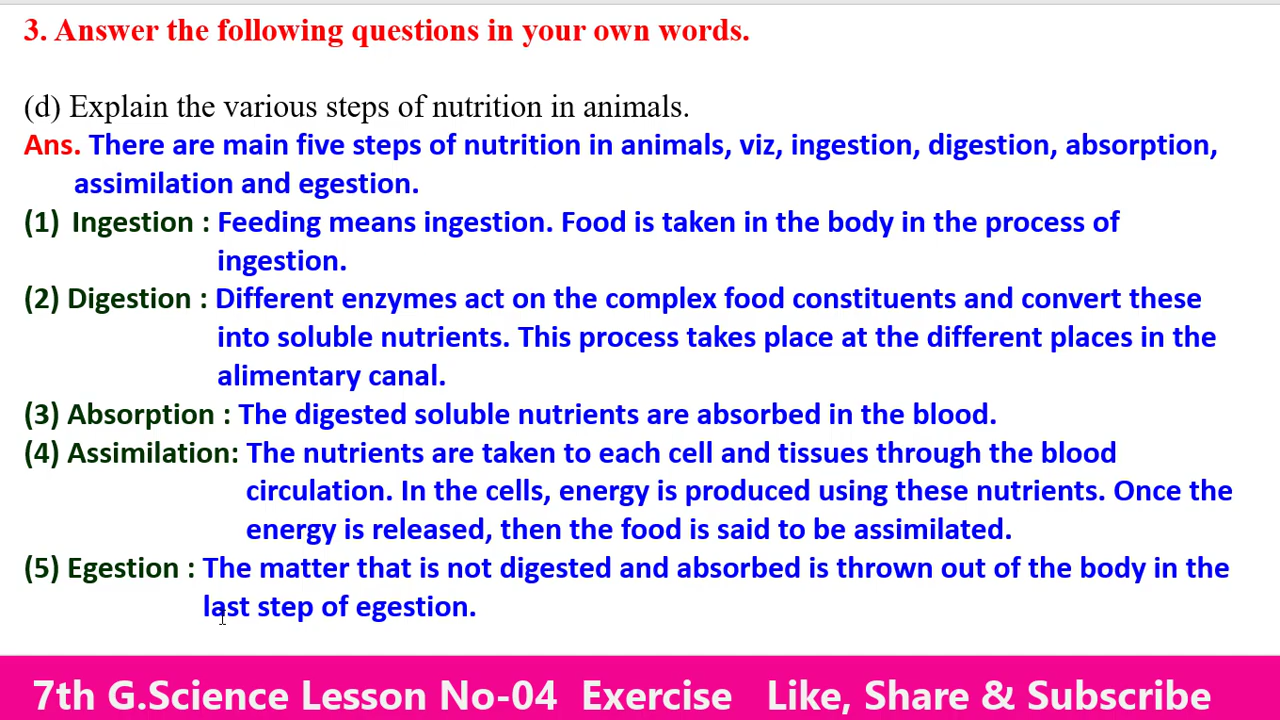 3. Answer the following questions in your own words.
(d) Explain the various steps of nutrition in animals.
Ans. There are main five steps of nutrition in animals, viz, ingestion, digestion, absorption,
assimilation and egestion.
(1) Ingestion : Feeding means ingestion. Food is taken in the body in the process of
ingestion.
(2) Digestion : Different enzymes act on the complex food constituents and convert these
into soluble nutrients. This process takes place at the different places in the
alimentary canal.
(3) Absorption : The digested soluble nutrients are absorbed in the blood.
(4) Assimilation: The nutrients are taken to each cell and tissues through the blood
circulation. In the cells, energy is produced using these nutrients. Once the
energy is released, then the food is said to be assimilated.
(5) Egestion : The matter that is not digested and absorbed is thrown out of the body in the
last step of egestion.
7th G.Science Lesson No-04 Exercise Like, Share & Subscribe